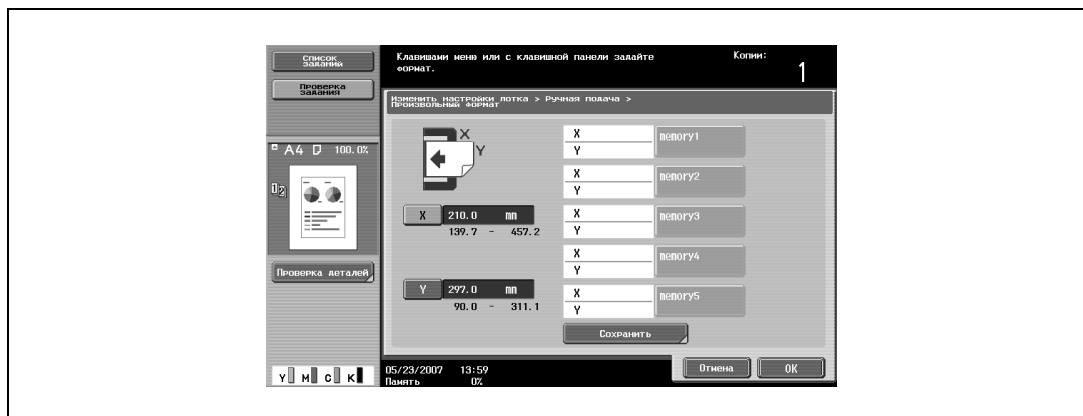 Список
заданий
Проверка
задания
A4 100.0%
1 2
Проверка деталей
Y M C K
Клавишами меню или с клавишной панели задайте
формат.
Копии:
1
Изменить настройки лотка > Ручная подача >
Произвольный формат
X
Y
X 210.0 mm
139.7 - 457.2
Y 297.0 mm
90.0 - 311.1
X
Y
memory1
X
Y
memory2
X
Y
memory3
X
Y
memory4
X
Y
memory5
Сохранить
05/23/2007 13:59
Память 0%
Отмена
OK